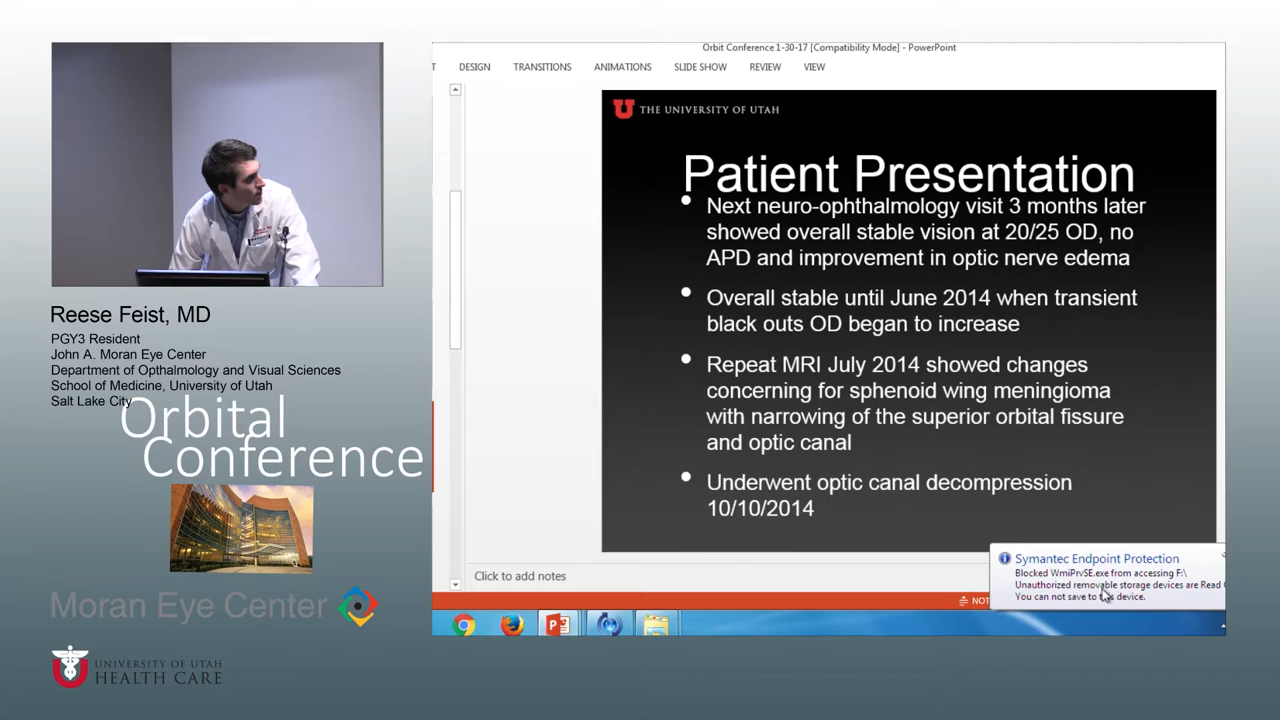 Reese Feist, MD
PGY3 Resident
John A. Moran Eye Center
Department of Opthalmology and Visual Sciences
School of Medicine, University of Utah
Salt Lake City
Orbital
Conference
Moran Eye Center
UNIVERSITY OF UTAH
HEALTH CARE
Orbit Conference 1-30-17 [Compatibility Mode] - PowerPoint
T DESIGN TRANSITIONS ANIMATIONS SLIDE SHOW REVIEW VIEW
THE UNIVERSITY OF UTAH
Patient Presentation
• Next neuro-ophthalmology visit 3 months later
showed overall stable vision at 20/25 OD, no
APD and improvement in optic nerve edema
• Overall stable until June 2014 when transient
black outs OD began to increase
• Repeat MRI July 2014 showed changes
concerning for sphenoid wing meningioma
with narrowing of the superior orbital fissure
and optic canal
• Underwent optic canal decompression
10/10/2014
Click to add notes
NOT
Symantec Endpoint Protection
Blocked WmiPrvSE.exe from accessing F:\
Unauthorized removable storage devices are Read
You can not save to this device.